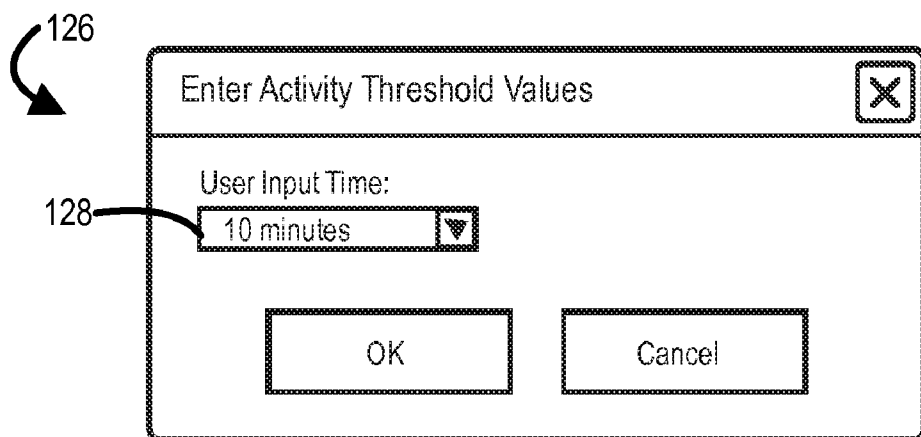 126
Enter Activity Threshold Values
User Input Time:
128
10 minutes
OK
Cancel